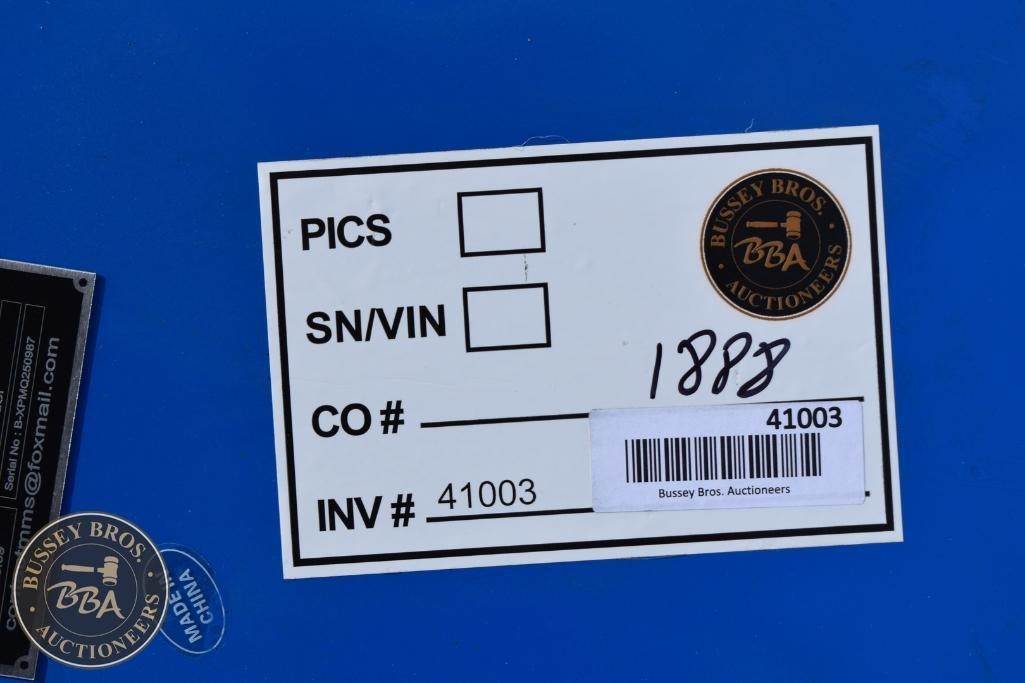 PICS
BUSSEY BROS.
BBA
AUCTIONEERS
SN/VIN
1888
CO #
41003
INV # 41003
Bussey Bros. Auctioneers
Serial No : B-XPMQ250987
mms@foxmail.com
BUSSEY BROS.
BBA
AUCTIONEERS
MADE IN
CHINA